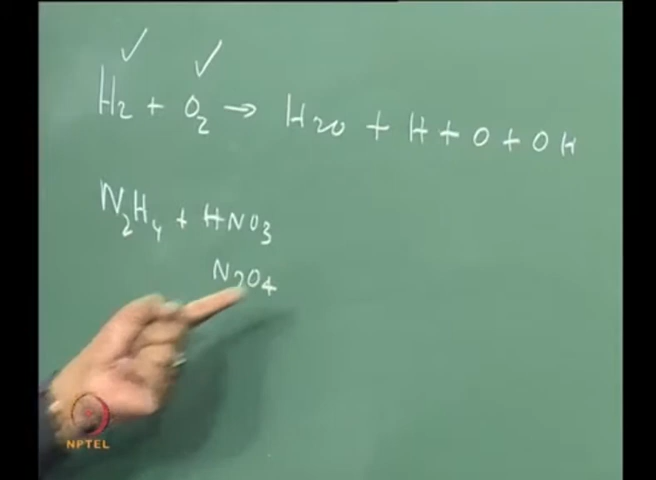 H2 + O2 → H2O + H + O + OH
N2H4 + HNO3
N2O4
NPTEL